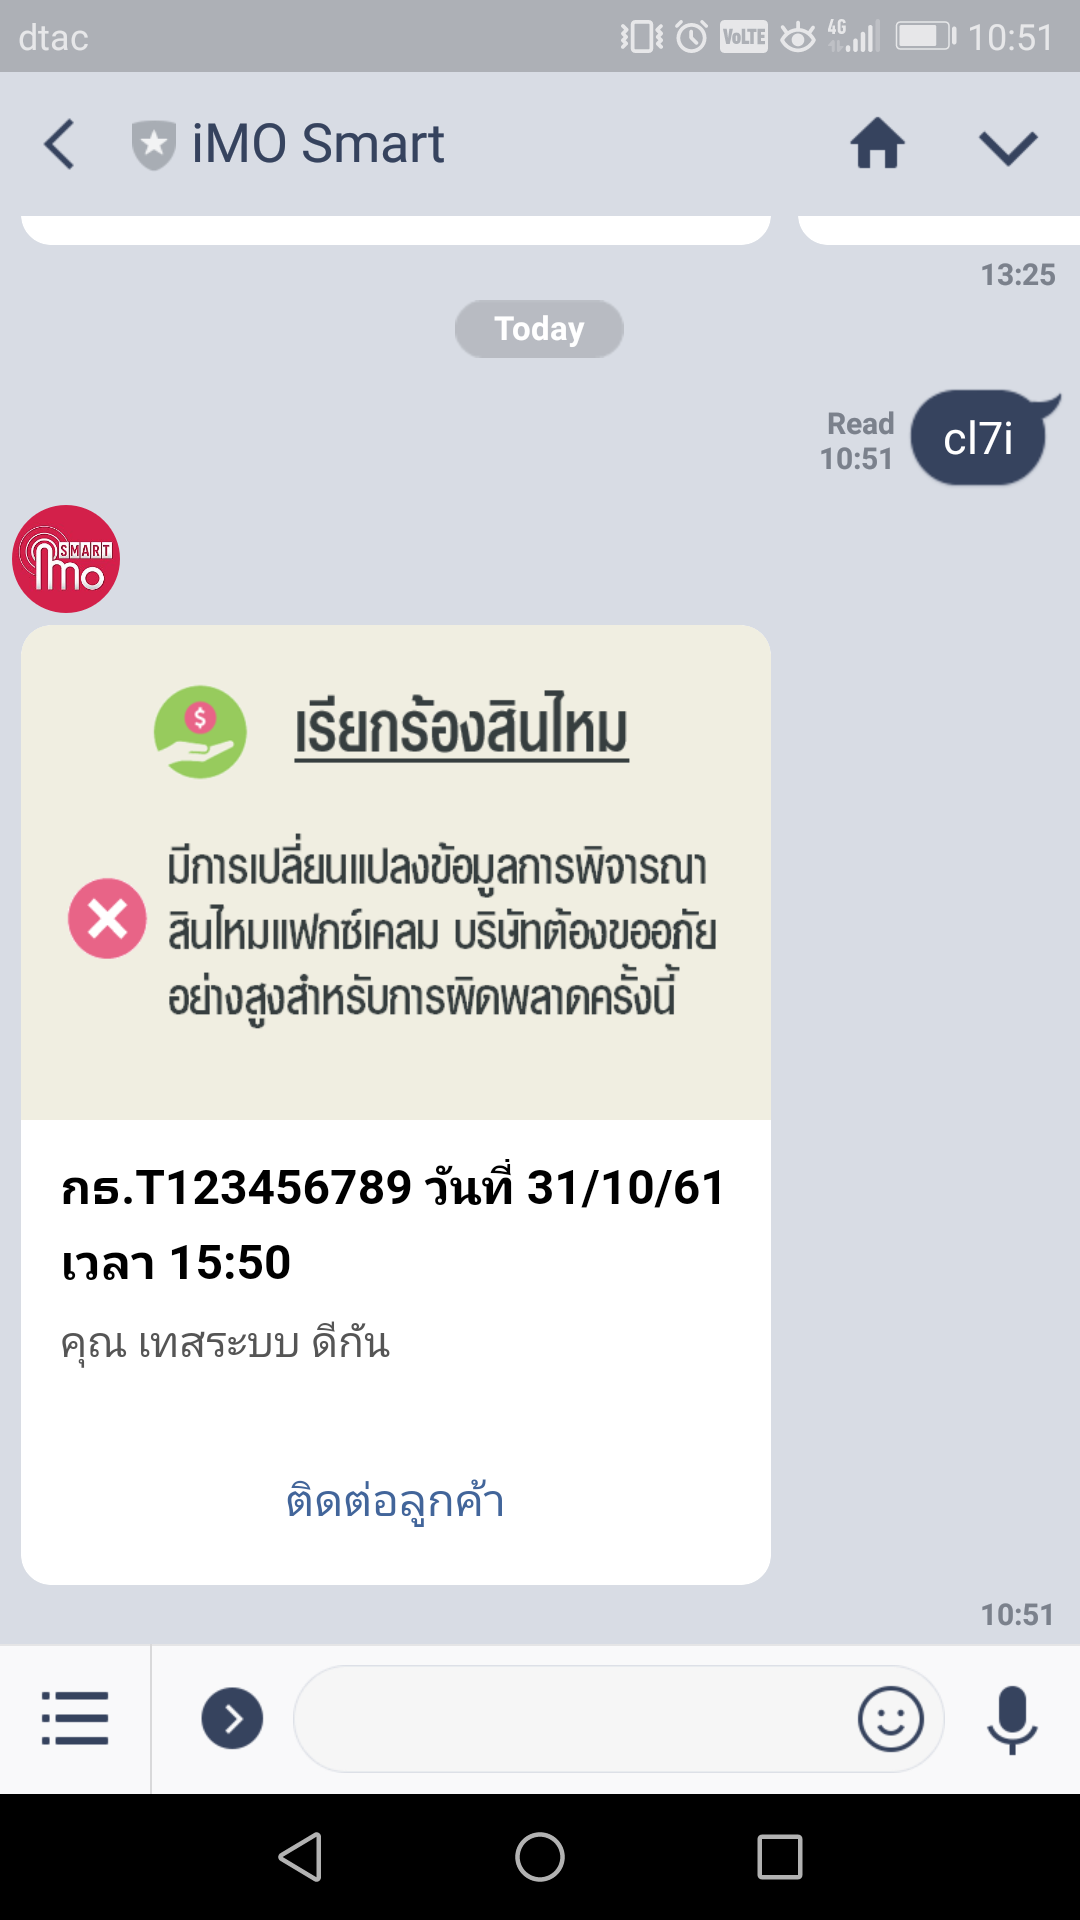 dtac
VoLTE 4G 10:51
iMO Smart
13:25
Today
Read
10:51
cl7i
SMART
imo
เรียกร้องสินไหม
มีการเปลี่ยนแปลงข้อมูลการพิจารณา
สินไหมแฟกซ์เคลม บริษัทต้องขออภัย
อย่างสูงสำหรับการผิดพลาดครั้งนี้
กธ.T123456789 วันที่ 31/10/61
เวลา 15:50
คุณ เทสระบบ ดีกัน
ติดต่อลูกค้า
10:51